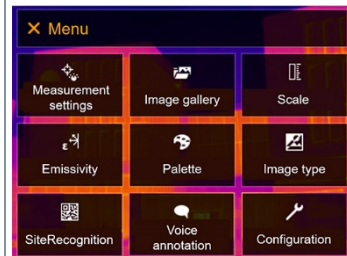 Menu
Measurement
settings
Image gallery
Scale
ε
Emissivity
Palette
Image type
SiteRecognition
Voice
annotation
Configuration